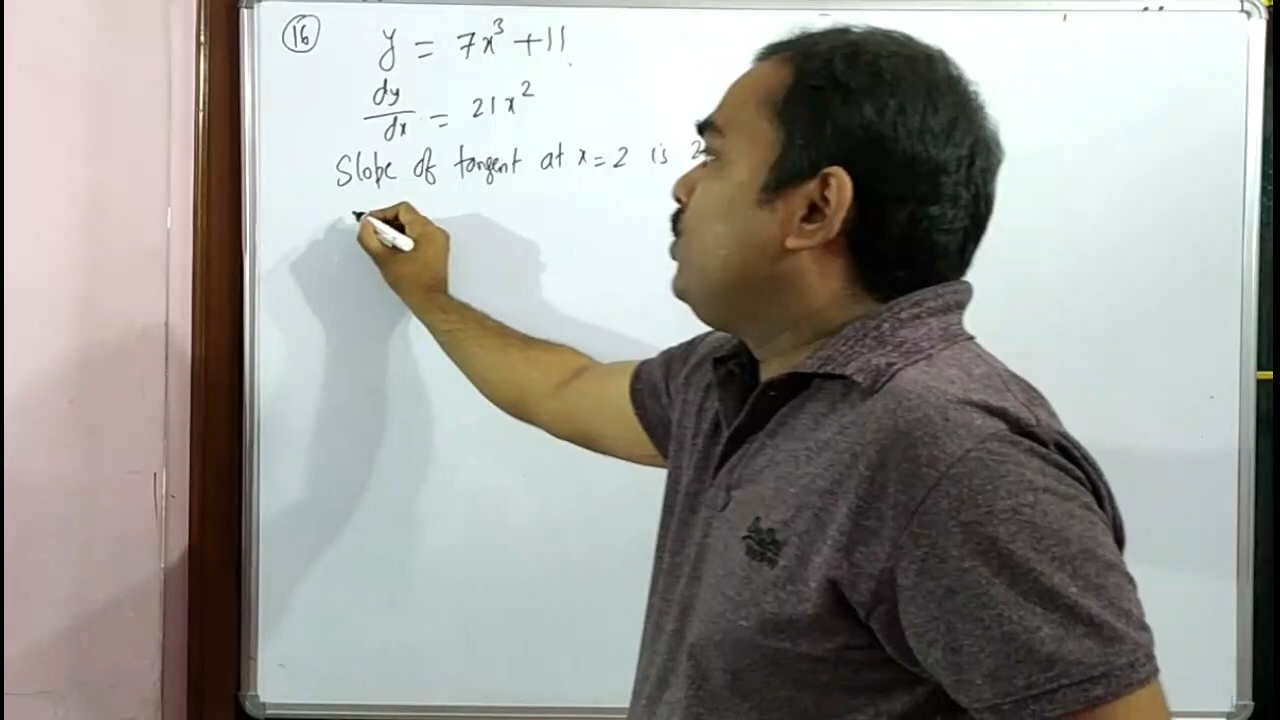 16
y = 7x³ + 11
dy/dx = 21x²
Slope of tangent at x = 2 is